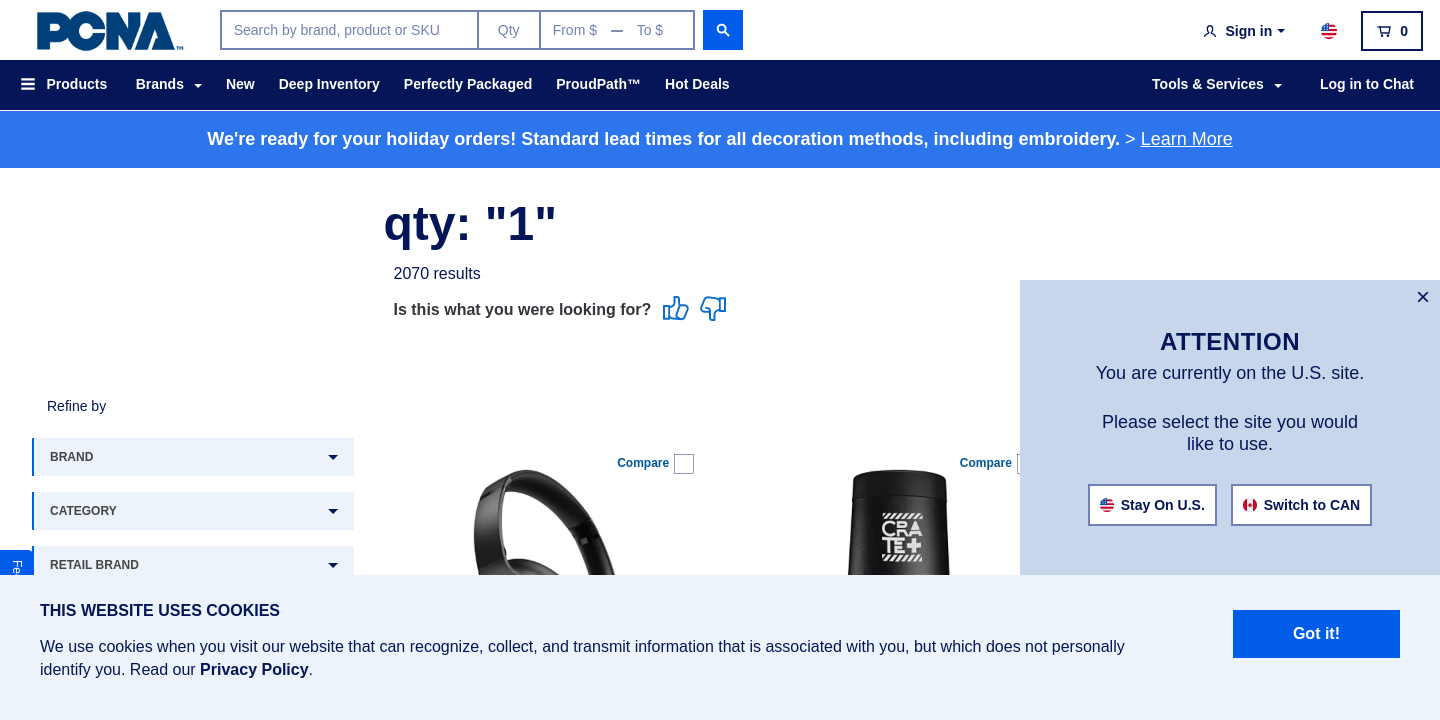 PCNA™
Search by brand, product or SKU
Qty
From $ — To $
Sign in
0
Products
Brands
New
Deep Inventory
Perfectly Packaged
ProudPath™
Hot Deals
Tools & Services
Log in to Chat
We're ready for your holiday orders! Standard lead times for all decoration methods, including embroidery. > Learn More
qty: "1"
2070 results
Is this what you were looking for?
×
ATTENTION
You are currently on the U.S. site.
Please select the site you would
like to use.
Stay On U.S.
Switch to CAN
Refine by
BRAND
CATEGORY
RETAIL BRAND
Compare
Compare
CRATE+
THIS WEBSITE USES COOKIES
We use cookies when you visit our website that can recognize, collect, and transmit information that is associated with you, but which does not personally
identify you. Read our Privacy Policy.
Got it!